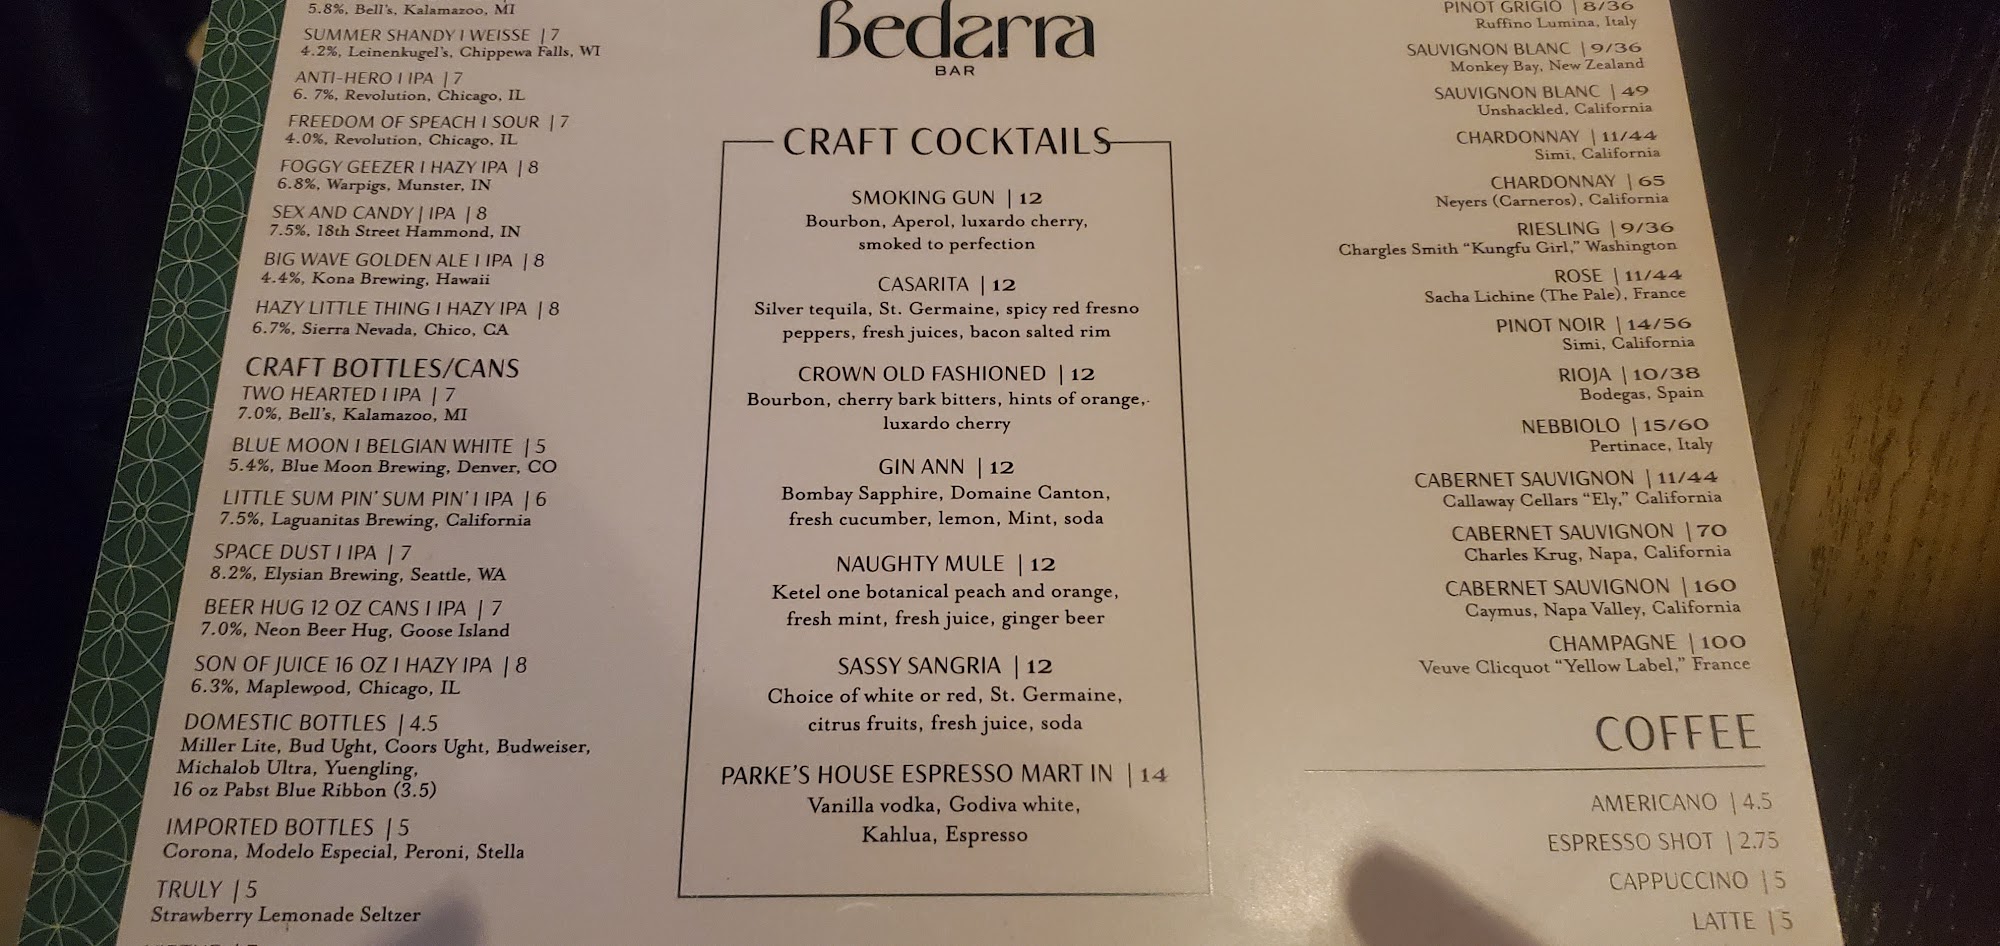 5.8%, Bell's, Kalamazoo, MI
SUMMER SHANDY I WEISSE | 7
4.2%, Leinenkugel's, Chippewa Falls, WI
ANTI-HERO I IPA | 7
6. 7%, Revolution, Chicago, IL
FREEDOM OF SPEACH I SOUR | 7
4.0%, Revolution, Chicago, IL
FOGGY GEEZER I HAZY IPA | 8
6.8%, Warpigs, Munster, IN
SEX AND CANDY | IPA | 8
7.5%, 18th Street Hammond, IN
BIG WAVE GOLDEN ALE I IPA | 8
4.4%, Kona Brewing, Hawaii
HAZY LITTLE THING I HAZY IPA | 8
6.7%, Sierra Nevada, Chico, CA
CRAFT BOTTLES/CANS
TWO HEARTED I IPA | 7
7.0%, Bell's, Kalamazoo, MI
BLUE MOON I BELGIAN WHITE | 5
5.4%, Blue Moon Brewing, Denver, CO
LITTLE SUM PIN' SUM PIN' I IPA | 6
7.5%, Laguanitas Brewing, California
SPACE DUST I IPA | 7
8.2%, Elysian Brewing, Seattle, WA
BEER HUG 12 OZ CANS I IPA | 7
7.0%, Neon Beer Hug, Goose Island
SON OF JUICE 16 OZ I HAZY IPA | 8
6.3%, Maplewood, Chicago, IL
DOMESTIC BOTTLES | 4.5
Miller Lite, Bud Ught, Coors Ught, Budweiser,
Michalob Ultra, Yuengling,
16 oz Pabst Blue Ribbon (3.5)
IMPORTED BOTTLES | 5
Corona, Modelo Especial, Peroni, Stella
TRULY | 5
Strawberry Lemonade Seltzer
Bedarra
BAR
CRAFT COCKTAILS
SMOKING GUN | 12
Bourbon, Aperol, luxardo cherry,
smoked to perfection
CASARITA | 12
Silver tequila, St. Germaine, spicy red fresno
peppers, fresh juices, bacon salted rim
CROWN OLD FASHIONED | 12
Bourbon, cherry bark bitters, hints of orange,
luxardo cherry
GIN ANN | 12
Bombay Sapphire, Domaine Canton,
fresh cucumber, lemon, Mint, soda
NAUGHTY MULE | 12
Ketel one botanical peach and orange,
fresh mint, fresh juice, ginger beer
SASSY SANGRIA | 12
Choice of white or red, St. Germaine,
citrus fruits, fresh juice, soda
PARKE'S HOUSE ESPRESSO MART IN | 14
Vanilla vodka, Godiva white,
Kahlua, Espresso
PINOT GRIGIO | 8/36
Ruffino Lumina, Italy
SAUVIGNON BLANC | 9/36
Monkey Bay, New Zealand
SAUVIGNON BLANC | 49
Unshackled, California
CHARDONNAY | 11/44
Simi, California
CHARDONNAY | 65
Neyers (Carneros), California
RIESLING | 9/36
Chargles Smith "Kungfu Girl," Washington
ROSE | 11/44
Sacha Lichine (The Pale), France
PINOT NOIR | 14/56
Simi, California
RIOJA | 10/38
Bodegas, Spain
NEBBIOLO | 15/60
Pertinace, Italy
CABERNET SAUVIGNON | 11/44
Callaway Cellars "Ely," California
CABERNET SAUVIGNON | 70
Charles Krug, Napa, California
CABERNET SAUVIGNON | 160
Caymus, Napa Valley, California
CHAMPAGNE | 100
Veuve Clicquot "Yellow Label," France
COFFEE
AMERICANO | 4.5
ESPRESSO SHOT | 2.75
CAPPUCCINO | 5
LATTE | 5